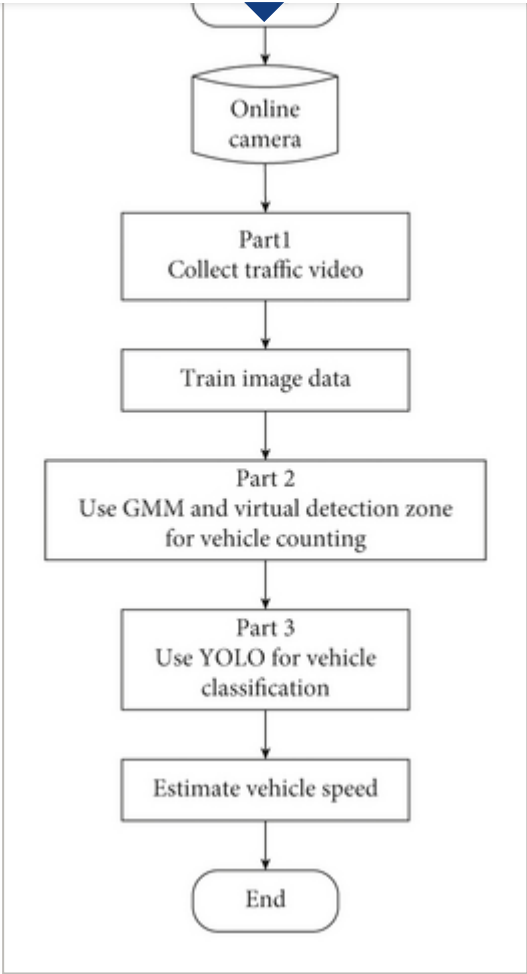 Online
camera
Part1
Collect traffic video
Train image data
Part 2
Use GMM and virtual detection zone
for vehicle counting
Part 3
Use YOLO for vehicle
classification
Estimate vehicle speed
End